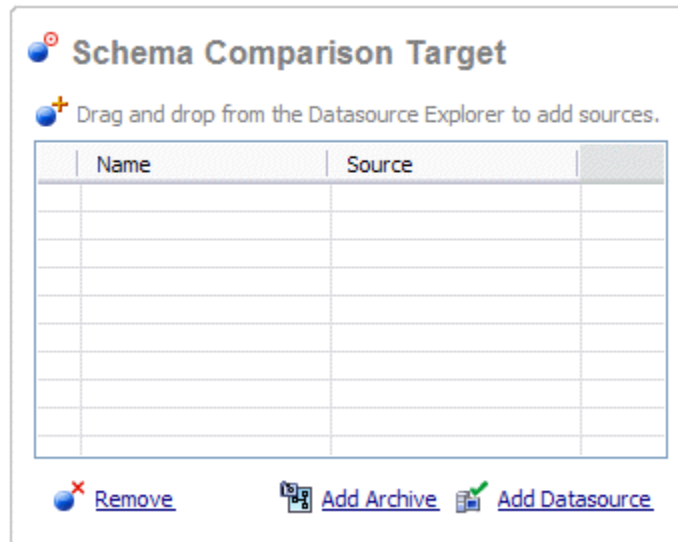 Schema Comparison Target
Drag and drop from the Datasource Explorer to add sources.
Name Source
Remove Add Archive Add Datasource